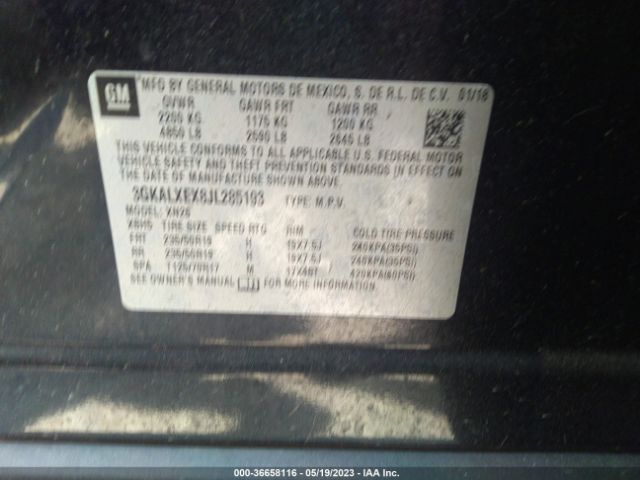 GM
MFD BY GENERAL MOTORS DE MEXICO, S. DE R.L. DE C.V. 01/18
GVWR GAWR FRT GAWR RR
2200 KG 1175 KG 1200 KG
4850 LB 2590 LB 2645 LB
THIS VEHICLE CONFORMS TO ALL APPLICABLE U.S. FEDERAL MOTOR
VEHICLE SAFETY AND THEFT PREVENTION STANDARDS IN EFFECT ON
THE DATE OF MANUFACTURE SHOWN ABOVE.
3GKALXEX8JL295193 TYPE: M.P.V.
MODEL: XN26
TIRE SIZE SPEED RTG RIM COLD TIRE PRESSURE
FRT 235/50R19 H 19X7.5J 240KPA(35PSI)
RR 235/50R19 H 19X7.5J 240KPA(35PSI)
SPA T125/70R17 M 17X4BT 420KPA(60PSI)
SEE OWNER'S MANUAL FOR MORE INFORMATION.
000-36658116 - 05/19/2023 - IAA Inc.